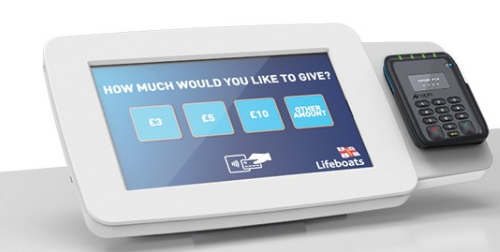 HOW MUCH WOULD YOU LIKE TO GIVE?
£3
£5
£10
OTHER
AMOUNT
Lifeboats